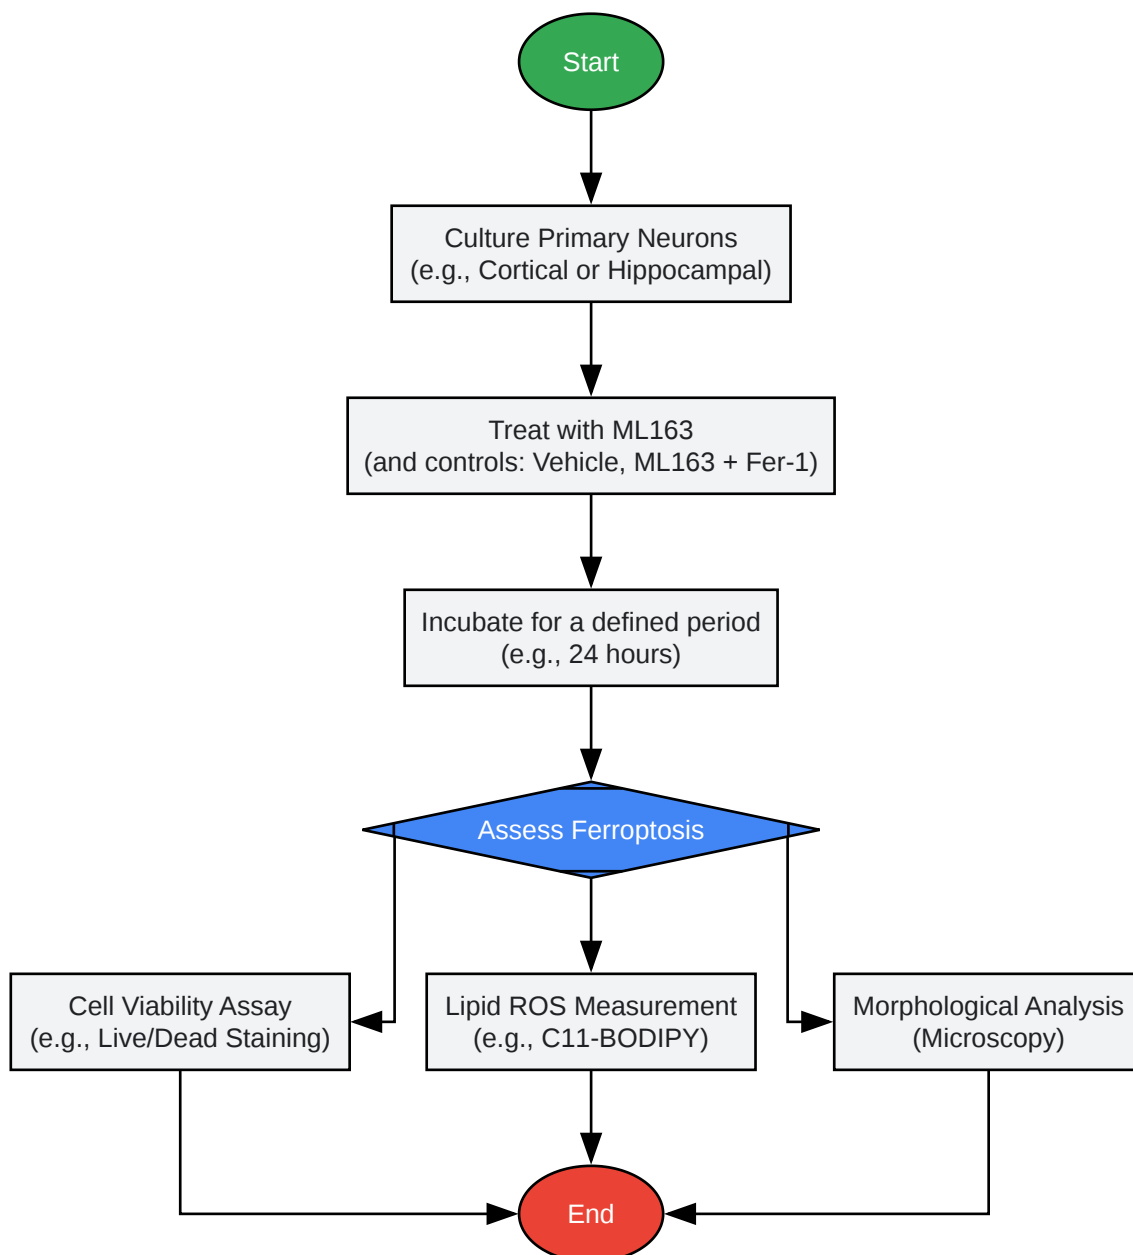 Start
Culture Primary Neurons
(e.g., Cortical or Hippocampal)
Treat with ML163
(and controls: Vehicle, ML163 + Fer-1)
Incubate for a defined period
(e.g., 24 hours)
Assess Ferroptosis
Cell Viability Assay
(e.g., Live/Dead Staining)
Lipid ROS Measurement
(e.g., C11-BODIPY)
Morphological Analysis
(Microscopy)
End